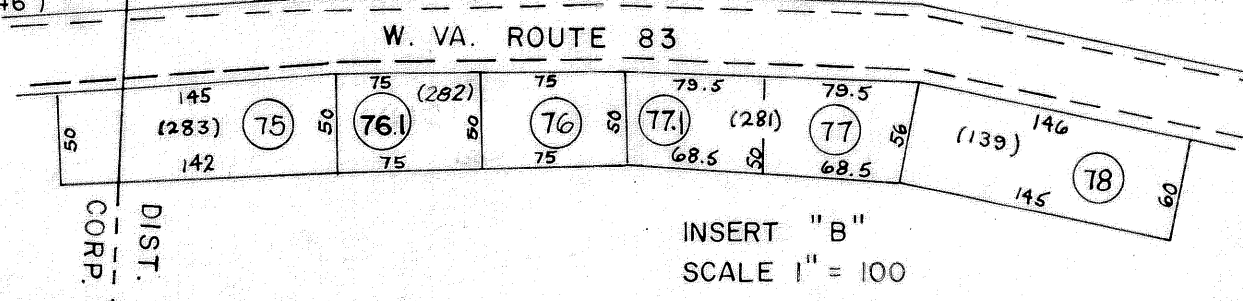 46)
W. VA. ROUTE 83
145 75 (282) 75 79.5 79.5
50 (283) 75 50 76.1 50 76 50 77.1 (281) 77 56 (139) 146
142 75 75 68.5 50 68.5 145 78 60
DIST.
CORP.
INSERT "B"
SCALE 1" = 100